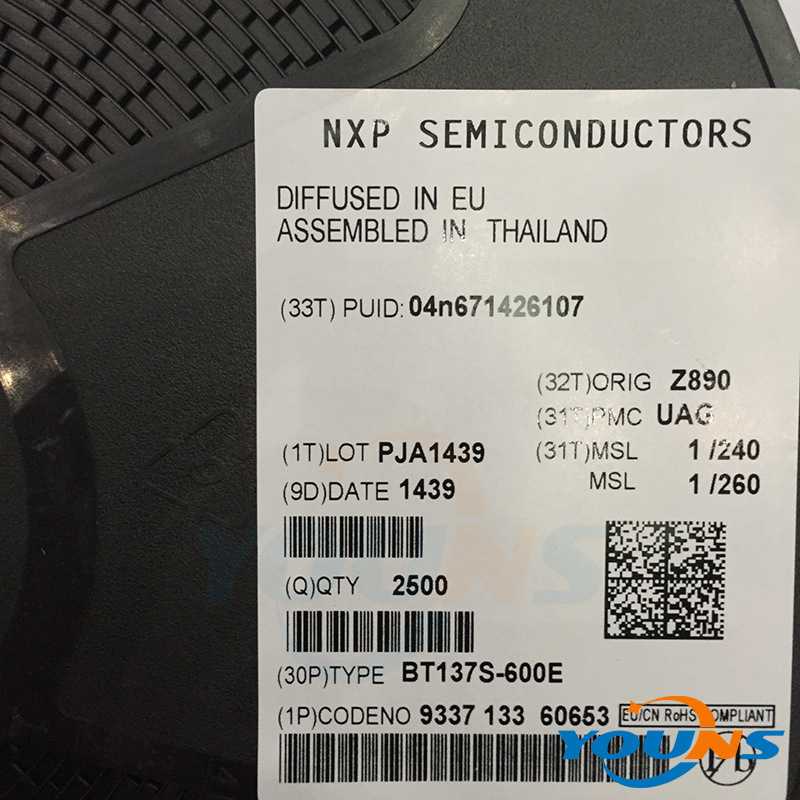 NXP SEMICONDUCTORS
DIFFUSED IN EU
ASSEMBLED IN THAILAND
(33T) PUID: 04n671426107
(32T)ORIG Z890
(31T)PMC UAG
(1T)LOT PJA1439 (31T)MSL 1 /240
(9D)DATE 1439 MSL 1 /260
(Q)QTY 2500
(30P)TYPE BT137S-600E
(1P)CODENO 9337 133 60653 EU/CN RoHS COMPLIANT
YOUNS
YOUNS